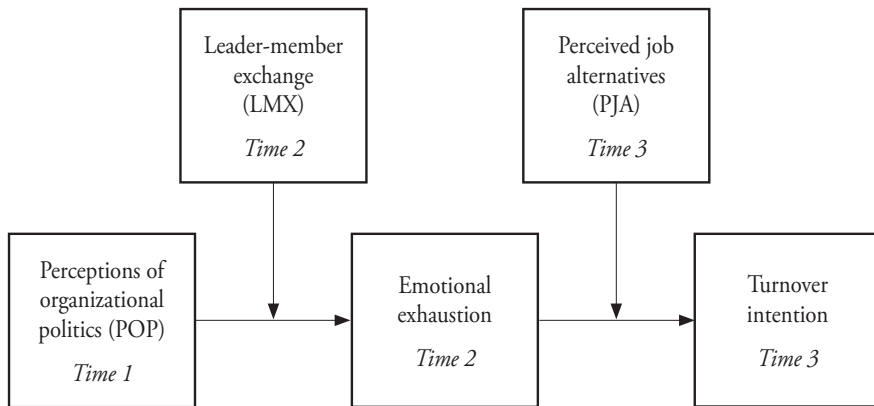 Leader-member
exchange
(LMX)
Time 2
Perceived job
alternatives
(PJA)
Time 3
Perceptions of
organizational
politics (POP)
Time 1
Emotional
exhaustion
Time 2
Turnover
intention
Time 3